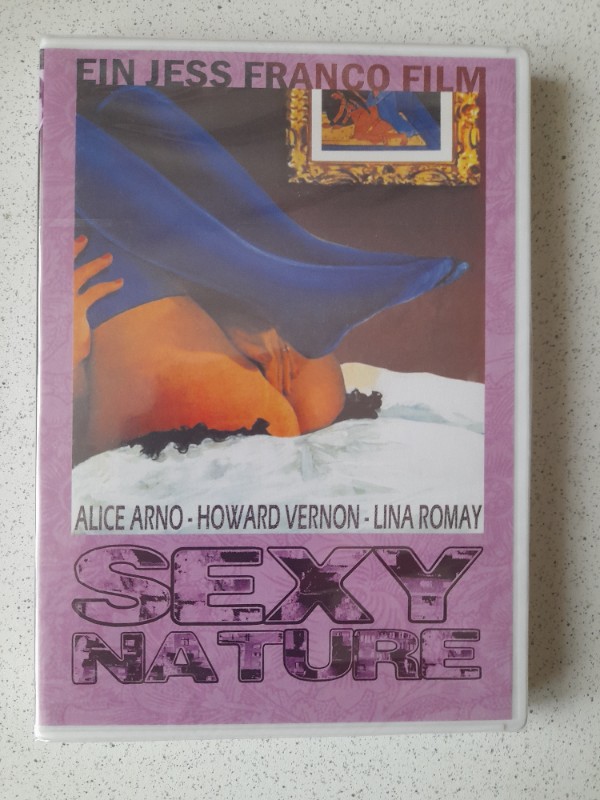 EIN JESS FRANCO FILM
ALICE ARNO - HOWARD VERNON - LINA ROMAY
SEXY
NATURE